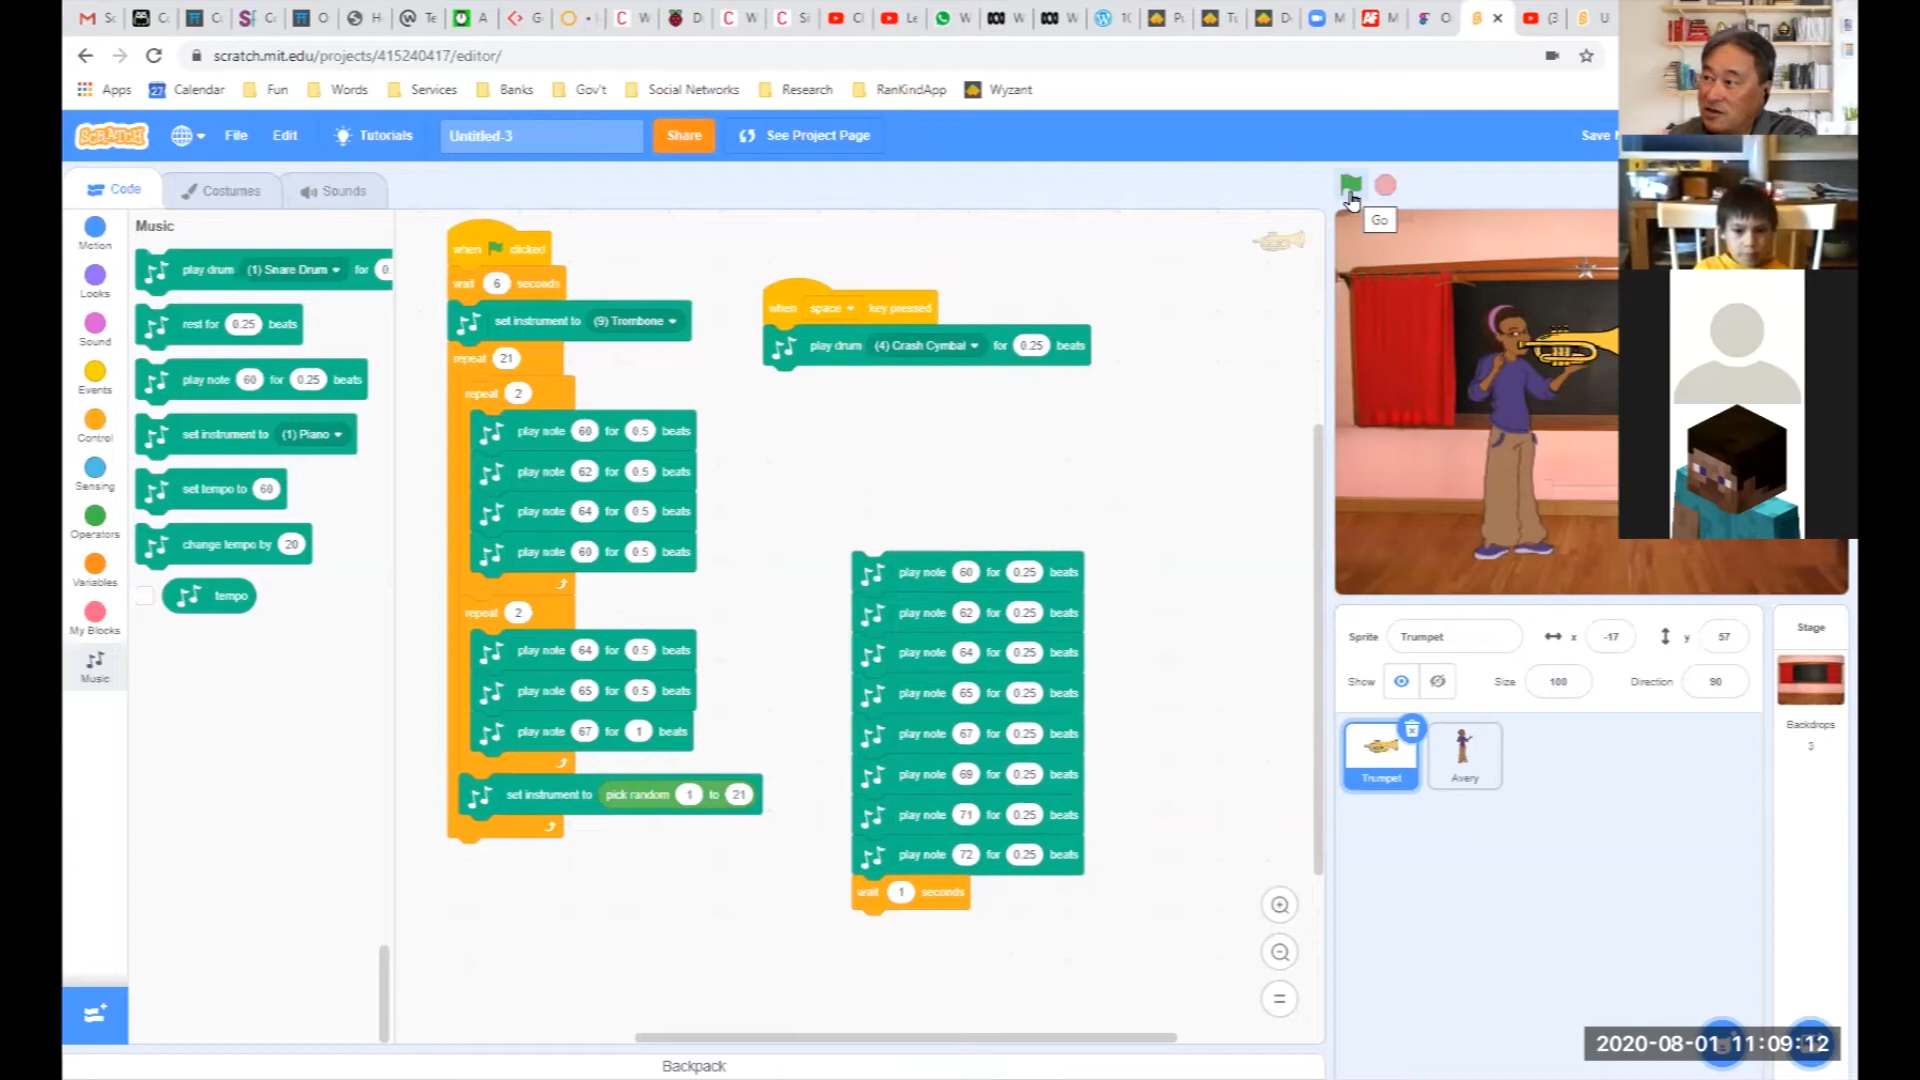 scratch.mit.edu/projects/415240417/editor/
Apps Calendar Fun Words Services Banks Gov't Social Networks Research RanKindApp Wyzant
SCRATCH File Edit Tutorials Untitled-3 Share See Project Page Save
Code Costumes Sounds
Go
Motion
Looks
Sound
Events
Control
Sensing
Operators
Variables
My Blocks
Music
Music
play drum (1) Snare Drum for 0.
rest for 0.25 beats
play note 60 for 0.25 beats
set instrument to (1) Piano
set tempo to 60
change tempo by 20
tempo
when clicked
wait 6 seconds
set instrument to (9) Trombone
repeat 21
repeat 2
play note 60 for 0.5 beats
play note 62 for 0.5 beats
play note 64 for 0.5 beats
play note 60 for 0.5 beats
repeat 2
play note 64 for 0.5 beats
play note 65 for 0.5 beats
play note 67 for 1 beats
set instrument to pick random 1 to 21
when space key pressed
play drum (4) Crash Cymbal for 0.25 beats
play note 60 for 0.25 beats
play note 62 for 0.25 beats
play note 64 for 0.25 beats
play note 65 for 0.25 beats
play note 67 for 0.25 beats
play note 69 for 0.25 beats
play note 71 for 0.25 beats
play note 72 for 0.25 beats
wait 1 seconds
Sprite Trumpet x -17 y 57
Show Size 100 Direction 90
Trumpet Avery
Stage
Backdrops
3
Backpack
2020-08-01 11:09:12